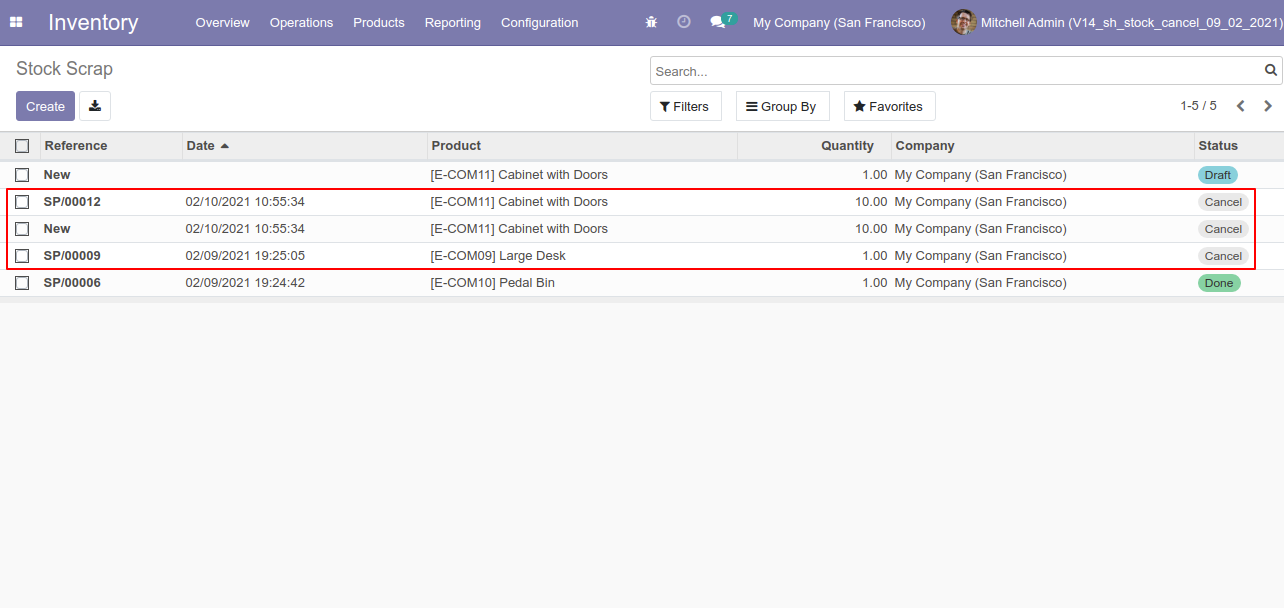 Inventory Overview Operations Products Reporting Configuration 7 My Company (San Francisco) Mitchell Admin (V14_sh_stock_cancel_09_02_2021)
Stock Scrap
Search...
Create Filters Group By Favorites 1-5 / 5
Reference Date Product Quantity Company Status
New [E-COM11] Cabinet with Doors 1.00 My Company (San Francisco) Draft
SP/00012 02/10/2021 10:55:34 [E-COM11] Cabinet with Doors 10.00 My Company (San Francisco) Cancel
New 02/10/2021 10:55:34 [E-COM11] Cabinet with Doors 10.00 My Company (San Francisco) Cancel
SP/00009 02/09/2021 19:25:05 [E-COM09] Large Desk 1.00 My Company (San Francisco) Cancel
SP/00006 02/09/2021 19:24:42 [E-COM10] Pedal Bin 1.00 My Company (San Francisco) Done